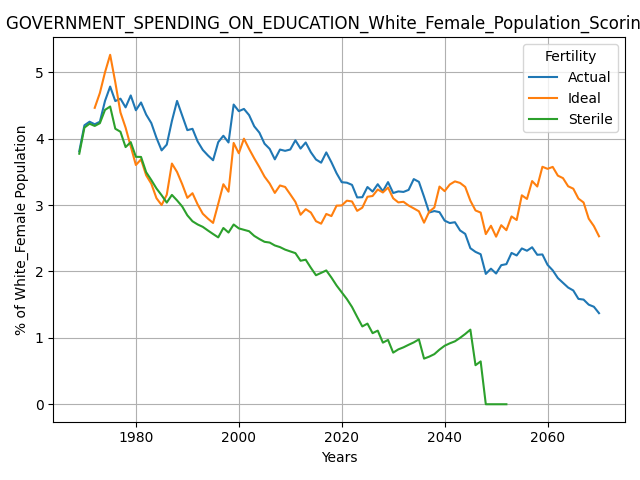 GOVERNMENT_SPENDING_ON_EDUCATION_White_Female_Population_Scorin
Fertility
Actual
Ideal
Sterile
% of White_Female Population
5
4
3
2
1
0
1980 2000 2020 2040 2060
Years